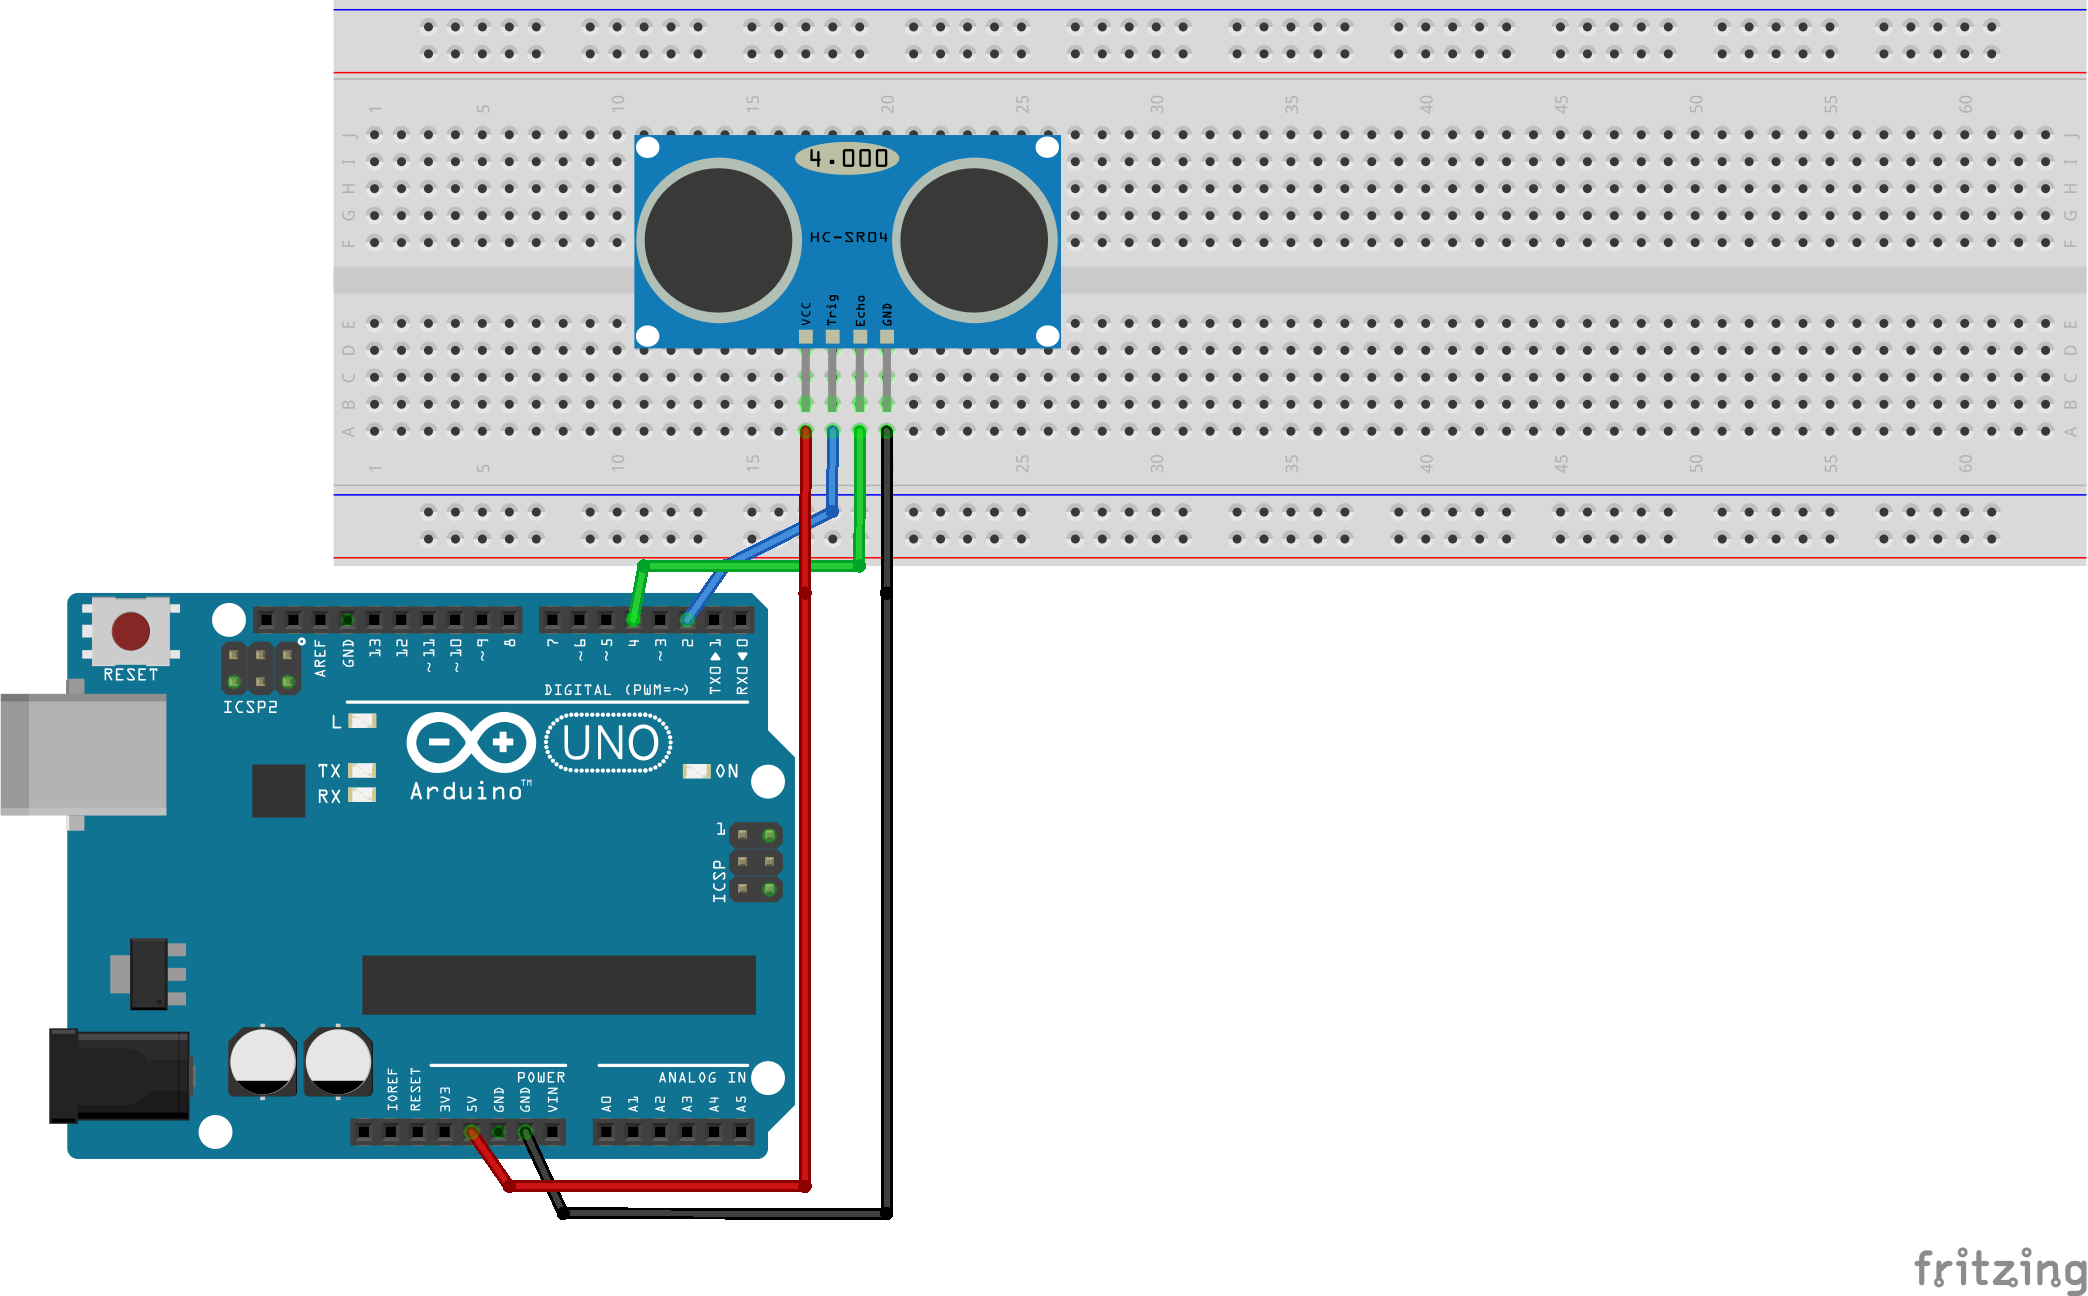 1 5 10 15 20 25 30 35 40 45 50 55 60
J J
I I
H H
G G
F F
4.000
HC-SR04
VCC Trig Echo GND
E E
D D
C C
B B
A A
1 5 10 15 25 30 35 40 45 50 55 60
RESET
ICSP2
AREF GND 13 12 ~11 ~10 ~9 8 7 ~6 ~5 4 ~3 2 TX0▶1 RX0◀0
DIGITAL (PWM=~)
L
TX
RX
UNO
Arduino™
ON
1
ICSP
POWER
ANALOG IN
IOREF RESET 3V3 5V GND GND VIN A0 A1 A2 A3 A4 A5
fritzing